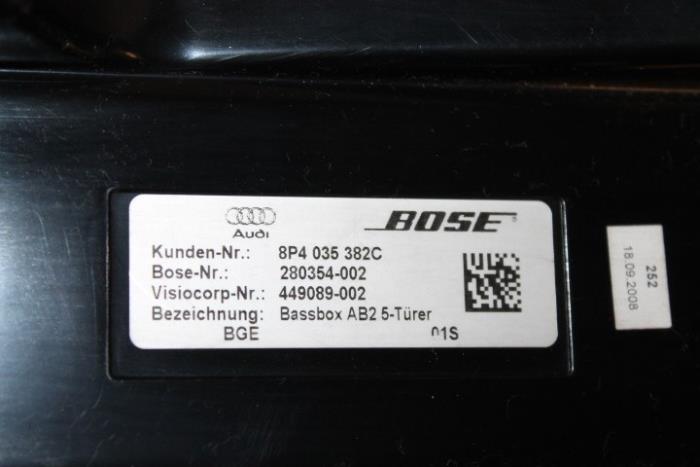 Audi
BOSE®
Kunden-Nr.: 8P4 035 382C
Bose-Nr.: 280354-002
Visiocorp-Nr.: 449089-002
Bezeichnung: Bassbox AB2 5-Türer
BGE 01S
252
18.09.2008